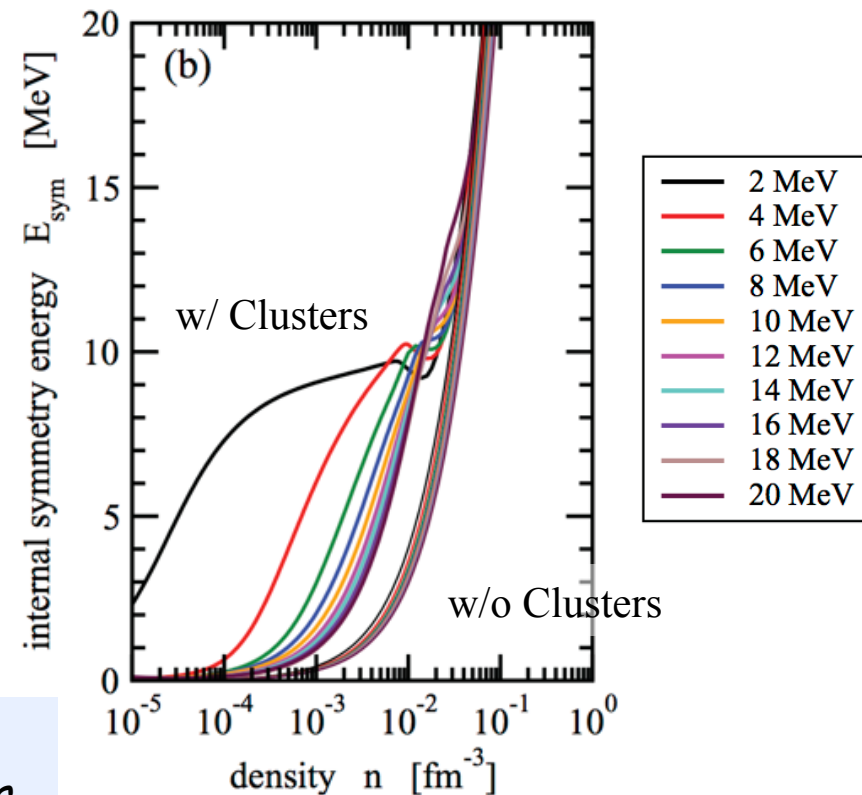 20
(b)
15
w/ Clusters
10
5
w/o Clusters
0
internal symmetry energy E_sym [MeV]
10^-5 10^-4 10^-3 10^-2 10^-1 10^0
density n [fm^-3]
2 MeV
4 MeV
6 MeV
8 MeV
10 MeV
12 MeV
14 MeV
16 MeV
18 MeV
20 MeV